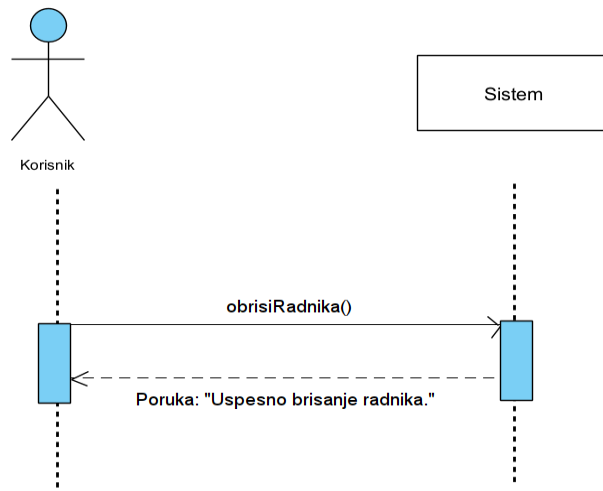 Sistem
Korisnik
obrisiRadnika()
Poruka: "Uspesno brisanje radnika."